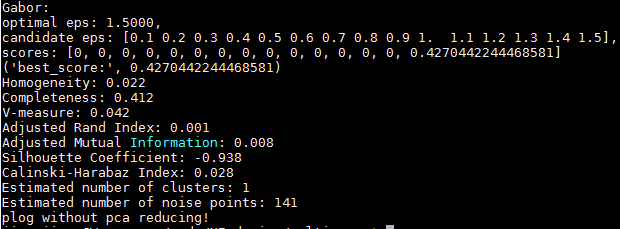 Gabor:
optimal eps: 1.5000,
candidate eps: [0.1 0.2 0.3 0.4 0.5 0.6 0.7 0.8 0.9 1.  1.1 1.2 1.3 1.4 1.5],
scores: [0, 0, 0, 0, 0, 0, 0, 0, 0, 0, 0, 0, 0, 0, 0.4270442244468581]
('best_score:', 0.4270442244468581)
Homogeneity: 0.022
Completeness: 0.412
V-measure: 0.042
Adjusted Rand Index: 0.001
Adjusted Mutual Information: 0.008
Silhouette Coefficient: -0.938
Calinski-Harabaz Index: 0.028
Estimated number of clusters: 1
Estimated number of noise points: 141
plog without pca reducing!